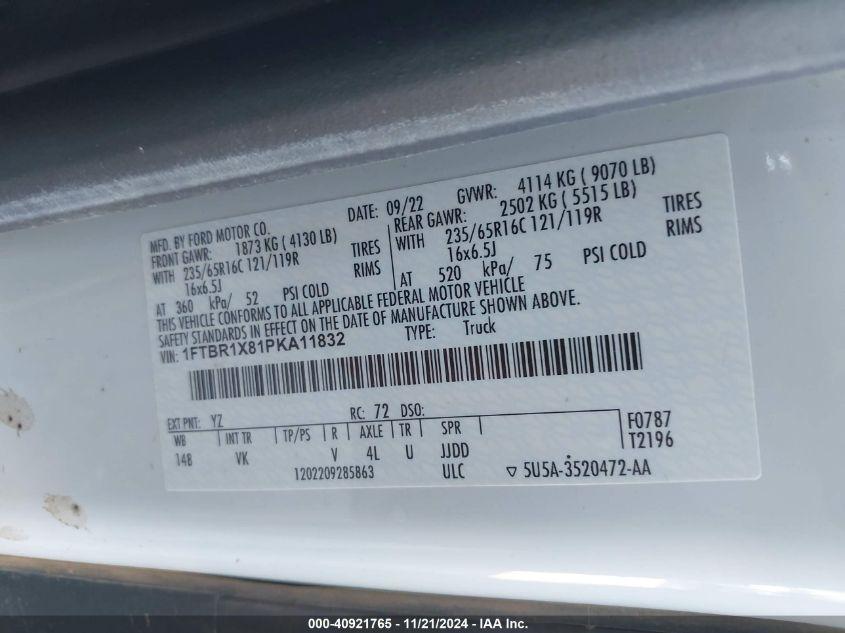 MFD. BY FORD MOTOR CO. DATE: 09/22 GVWR: 4114 KG ( 9070 LB)
FRONT GAWR: 1873 KG ( 4130 LB) REAR GAWR: 2502 KG ( 5515 LB)
WITH 235/65R16C 121/119R TIRES WITH 235/65R16C 121/119R TIRES
16x6.5J RIMS 16x6.5J RIMS
AT 360 kPa/ 52 PSI COLD AT 520 kPa/ 75 PSI COLD
THIS VEHICLE CONFORMS TO ALL APPLICABLE FEDERAL MOTOR VEHICLE
SAFETY STANDARDS IN EFFECT ON THE DATE OF MANUFACTURE SHOWN ABOVE.
VIN: 1FTBR1X81PKA11832 TYPE: Truck
EXT PNT: YZ RC: 72 DSO: F0787
WB INT TR TP/PS R AXLE TR SPR T2196
148 VK V 4L U JJDD
1202209285863 ULC ▽ 5U5A-3520472-AA
000-40921765 - 11/21/2024 - IAA Inc.